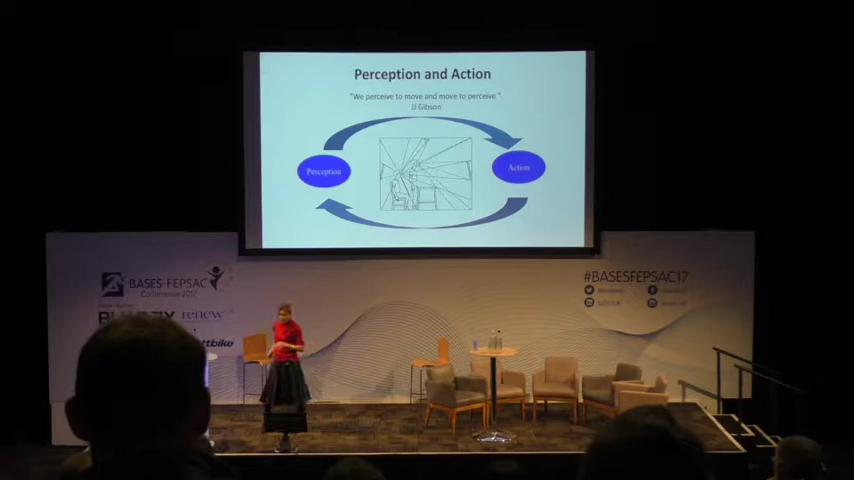 Perception and Action
"We perceive to move and move to perceive "
JJ Gibson
Perception
Action
BASES-FEPSAC
Conference 2017
#BASESFEPSAC17
renew